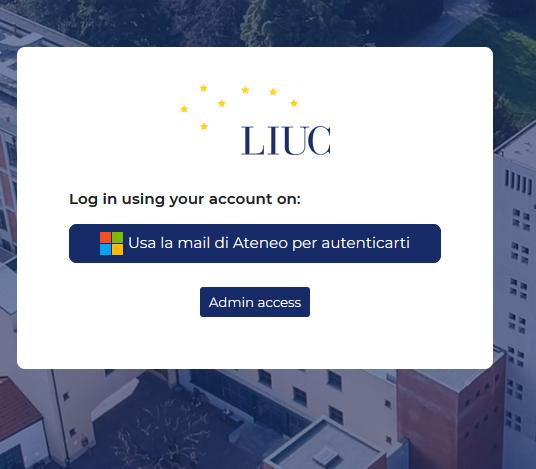 LIUC
Log in using your account on:
Usa la mail di Ateneo per autenticarti
Admin access